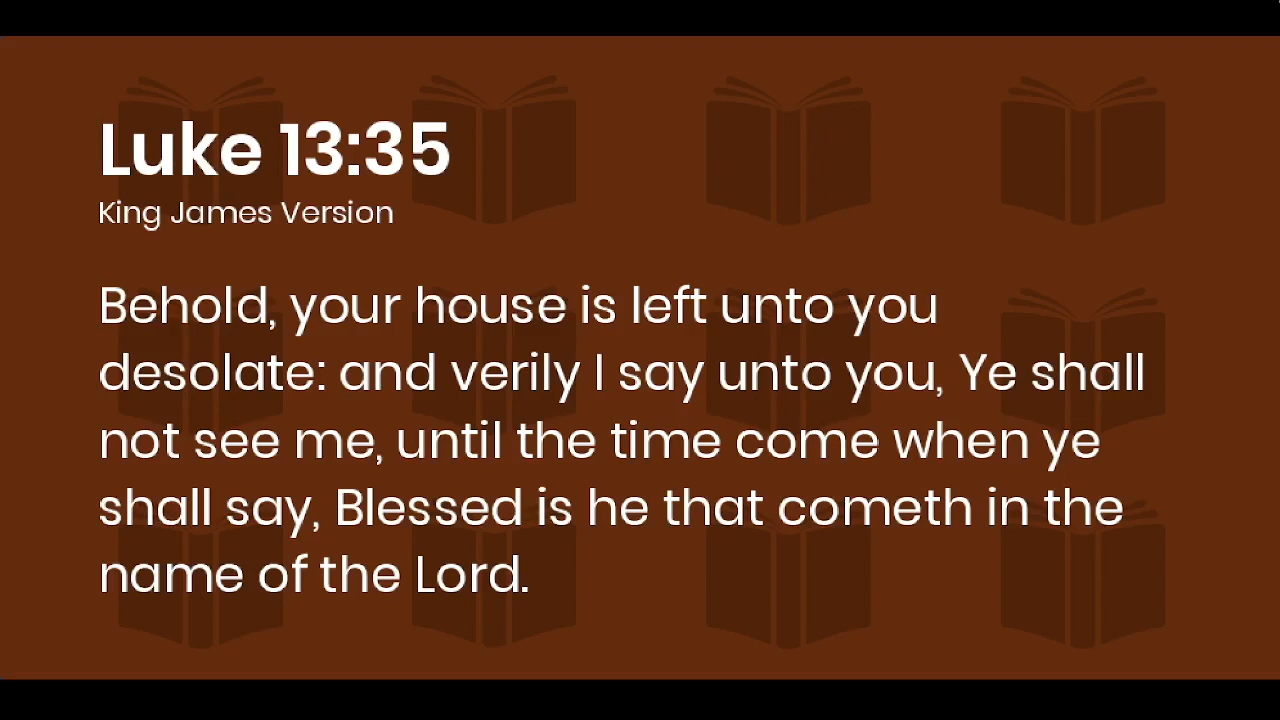 Luke 13:35
King James Version
Behold, your house is left unto you
desolate: and verily I say unto you, Ye shall
not see me, until the time come when ye
shall say, Blessed is he that cometh in the
name of the Lord.